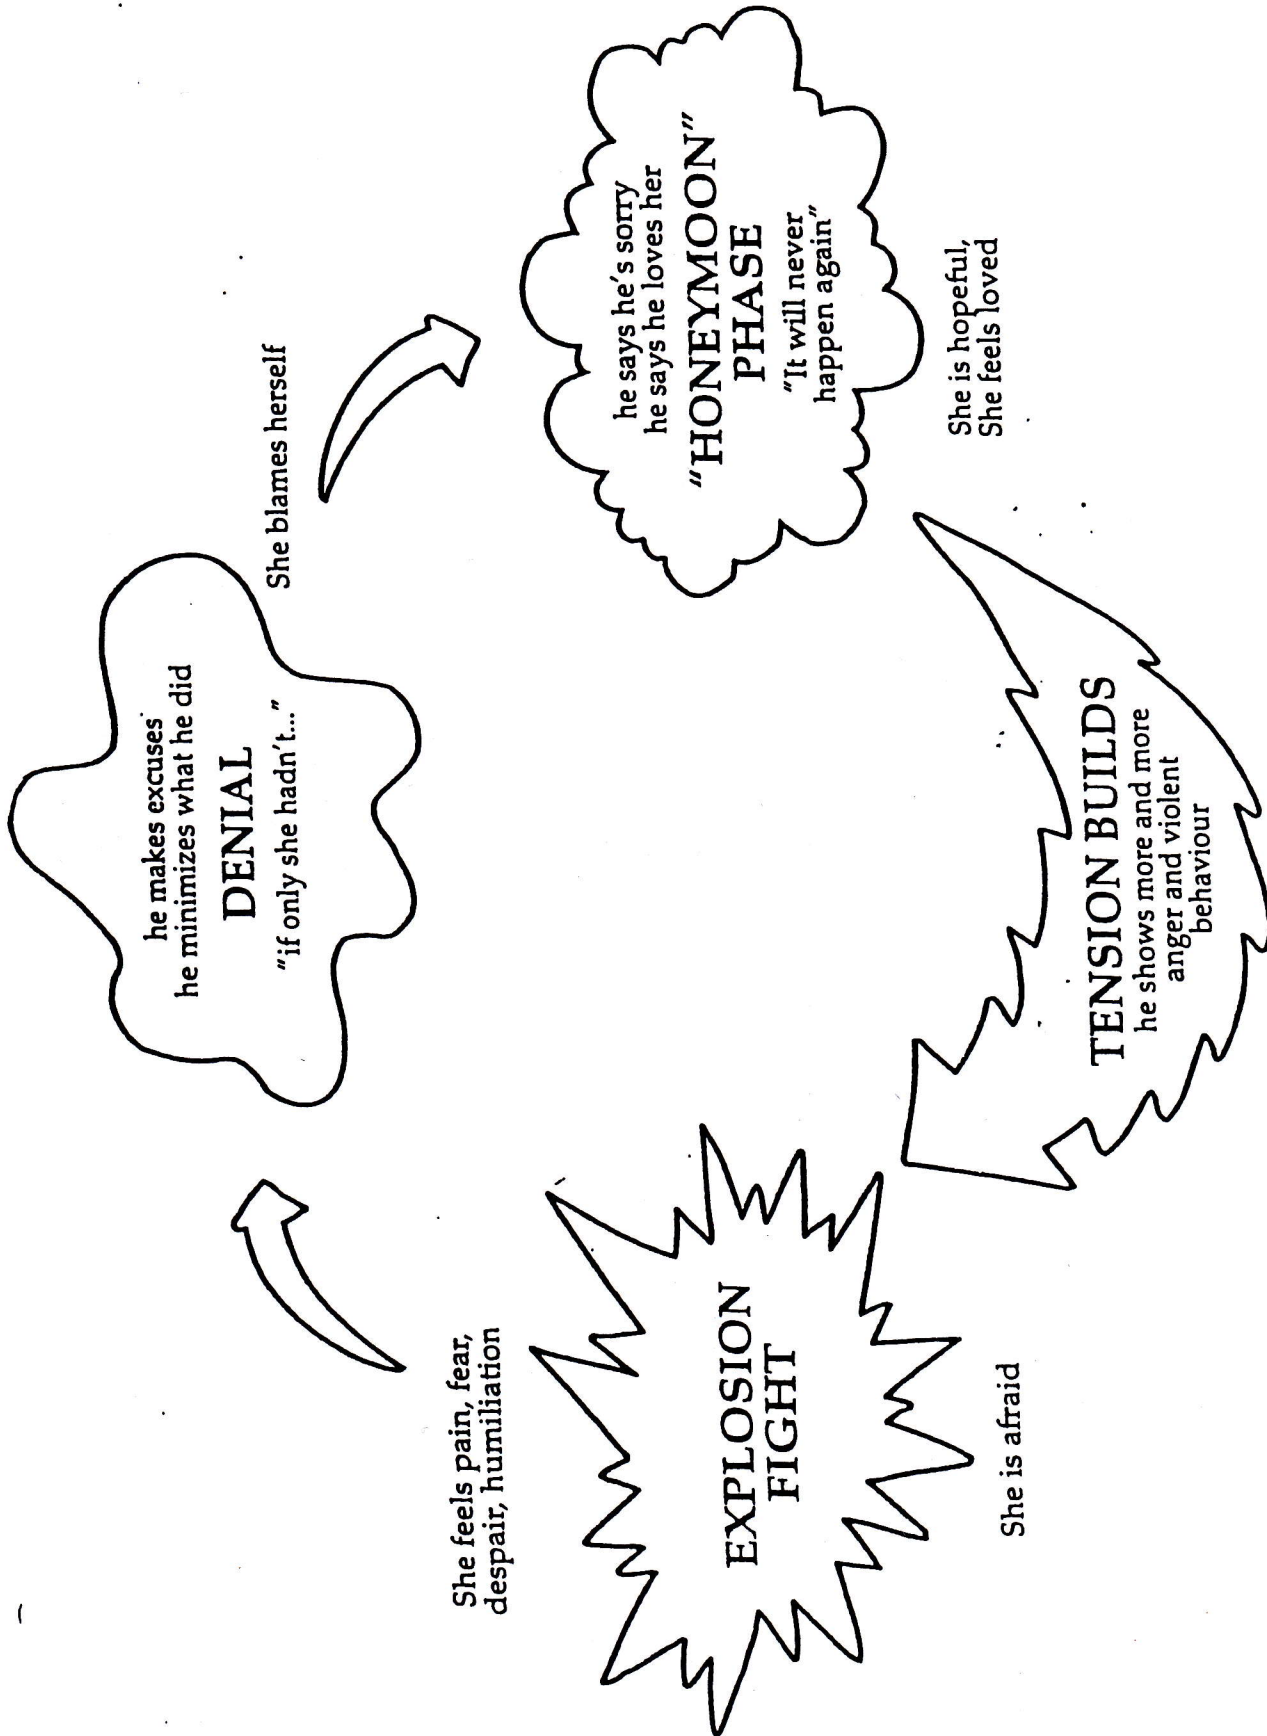 he makes excuses
he minimizes what he did
DENIAL
"if only she hadn't..."
She blames herself
he says he's sorry
he says he loves her
"HONEYMOON"
PHASE
"It will never
happen again"
She is hopeful,
She feels loved
TENSION BUILDS
he shows more and more
anger and violent
behaviour
She is afraid
EXPLOSION
FIGHT
She feels pain, fear,
despair, humiliation